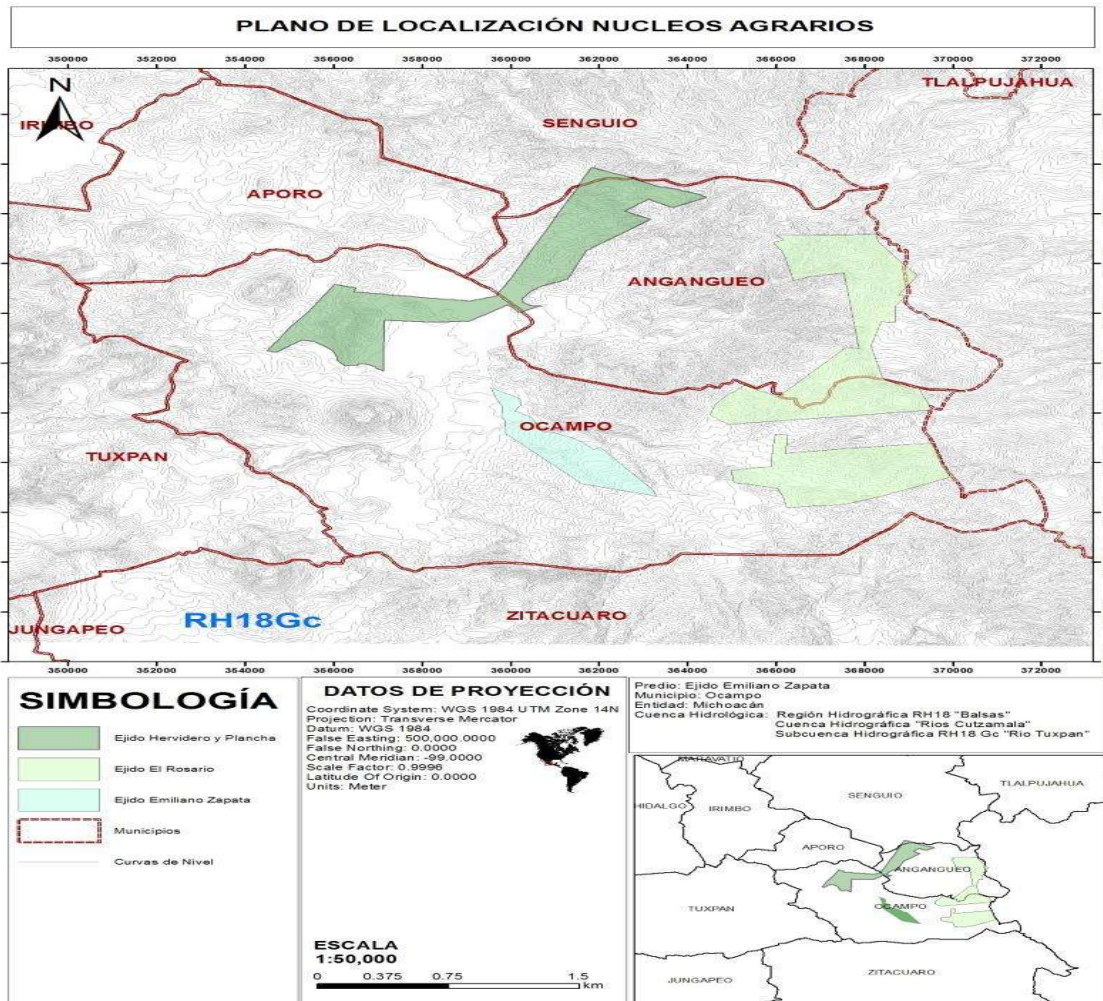 PLANO DE LOCALIZACIÓN NUCLEOS AGRARIOS
350000 352000 354000 356000 358000 360000 362000 364000 366000 368000 370000 372000
N
TLALPUJAHUA
IRIMBO
SENGUIO
APORO
ANGANGUEO
OCAMPO
TUXPAN
RH18Gc
ZITACUARO
JUNGAPEO
350000 352000 354000 356000 358000 360000 362000 364000 366000 368000 370000 372000
SIMBOLOGÍA
Ejido Hervidero y Plancha
Ejido El Rosario
Ejido Emiliano Zapata
Municípios
Curvas de Nivel
DATOS DE PROYECCIÓN
Coordinate System: WGS 1984 UTM Zone 14N
Projection: Transverse Mercator
Datum: WGS 1984
False Easting: 500,000.0000
False Northing: 0.0000
Central Meridian: -99.0000
Scale Factor: 0.9996
Latitude Of Origin: 0.0000
Units: Meter
ESCALA
1:50,000
0 0.375 0.75 1.5
km
Predio: Ejido Emiliano Zapata
Municipio: Ocampo
Entidad: Michoacán
Cuenca Hidrológica: Región Hidrográfica RH18 "Balsas"
Cuenca Hidrográfica "Rios Cutzamala"
Subcuenca Hidrográfica RH18 Gc "Rio Tuxpan"
MARAVATIO
TLALPUJAHUA
HIDALGO
IRIMBO
SENGUIO
APORO
ANGANGUEO
TUXPAN
OCAMPO
ZITACUARO
JUNGAPEO